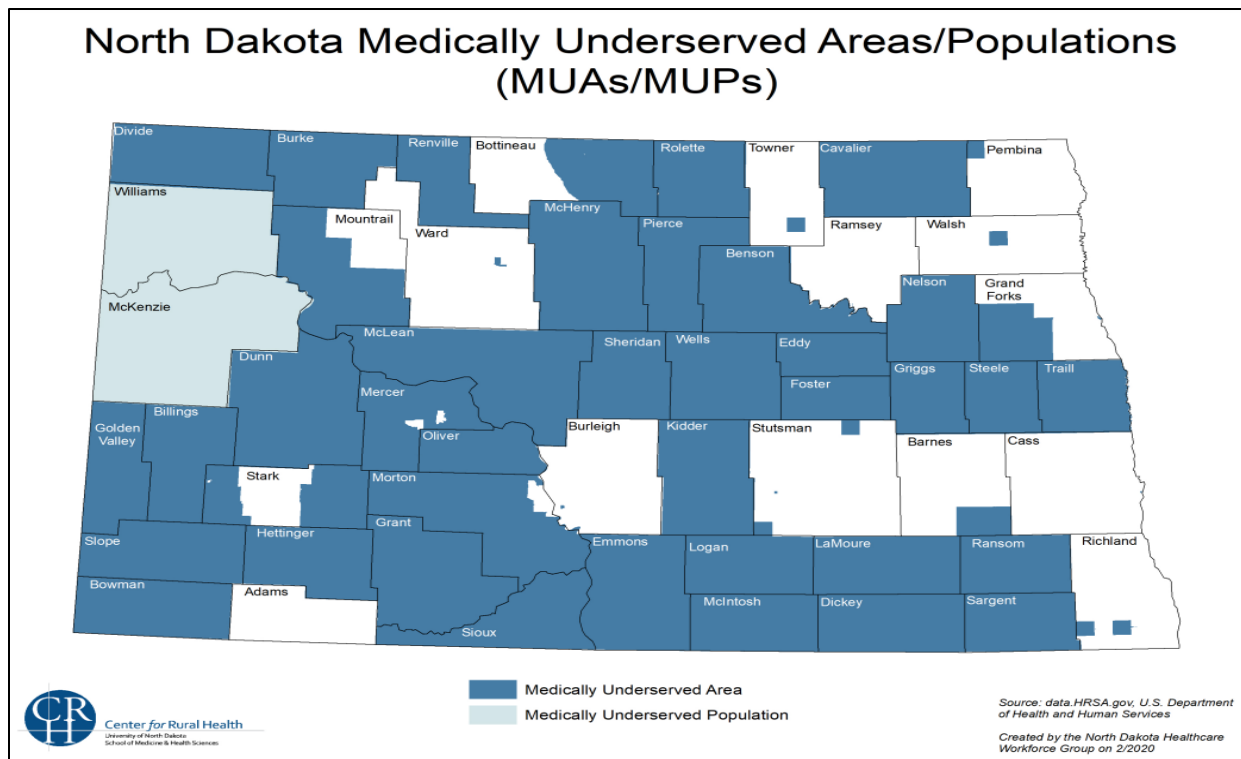 North Dakota Medically Underserved Areas/Populations
(MUAs/MUPs)
Divide
Burke
Renville
Bottineau
Rolette
Towner
Cavalier
Pembina
Williams
Mountrail
Ward
McHenry
Pierce
Ramsey
Walsh
Benson
Nelson
Grand
Forks
McKenzie
McLean
Sheridan
Wells
Eddy
Dunn
Foster
Griggs
Steele
Traill
Mercer
Golden
Valley
Billings
Oliver
Burleigh
Kidder
Stutsman
Barnes
Cass
Stark
Morton
Grant
Hettinger
Slope
Emmons
Logan
LaMoure
Ransom
Richland
Bowman
Adams
Sioux
McIntosh
Dickey
Sargent
Medically Underserved Area
Medically Underserved Population
CRH
Center for Rural Health
University of North Dakota
School of Medicine & Health Sciences
Source: data.HRSA.gov, U.S. Department
of Health and Human Services
Created by the North Dakota Healthcare
Workforce Group on 2/2020